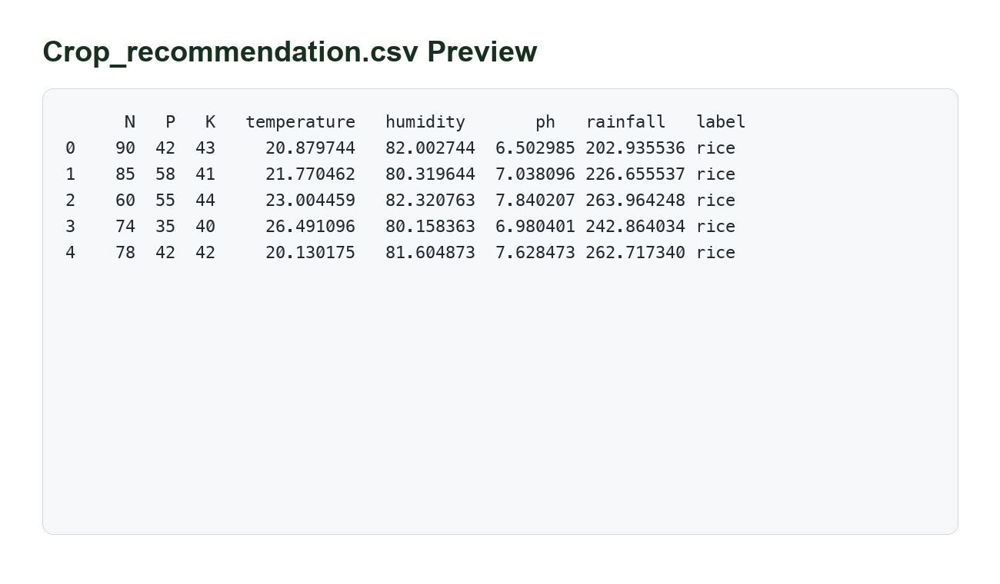 Crop_recommendation.csv Preview
N P K temperature humidity ph rainfall label
0 90 42 43 20.879744 82.002744 6.502985 202.935536 rice
1 85 58 41 21.770462 80.319644 7.038096 226.655537 rice
2 60 55 44 23.004459 82.320763 7.840207 263.964248 rice
3 74 35 40 26.491096 80.158363 6.980401 242.864034 rice
4 78 42 42 20.130175 81.604873 7.628473 262.717340 rice